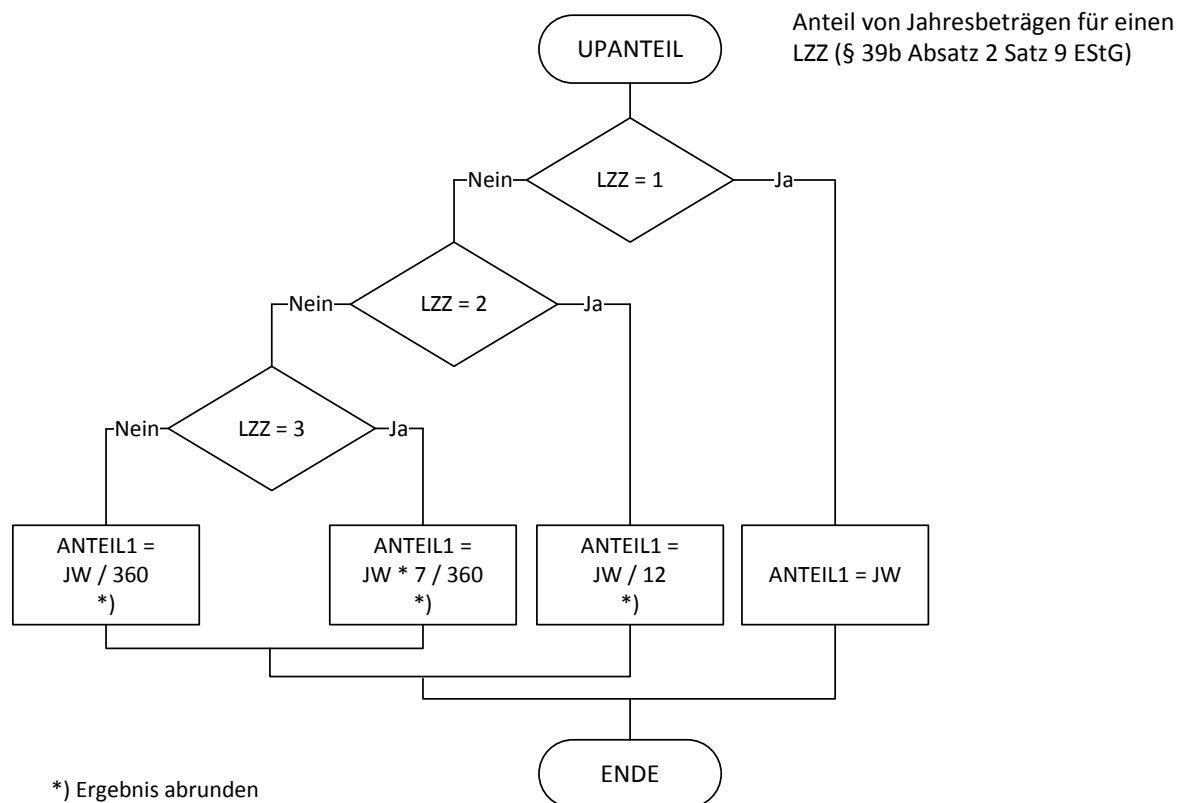 Anteil von Jahresbeträgen für einen
LZZ (§ 39b Absatz 2 Satz 9 EStG)
UPANTEIL
LZZ = 1
Nein
Ja
LZZ = 2
Nein
Ja
LZZ = 3
Nein
Ja
ANTEIL1 =
JW / 360
*)
ANTEIL1 =
JW * 7 / 360
*)
ANTEIL1 =
JW / 12
*)
ANTEIL1 = JW
ENDE
*) Ergebnis abrunden